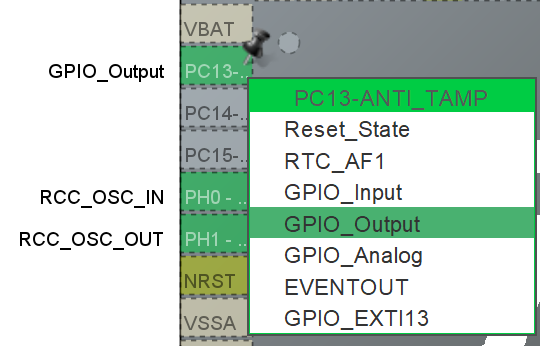 VBAT
GPIO_Output
PC13-..
PC14-..
PC15-..
RCC_OSC_IN
PH0 - ..
RCC_OSC_OUT
PH1 - ..
NRST
VSSA
PC13-ANTI_TAMP
Reset_State
RTC_AF1
GPIO_Input
GPIO_Output
GPIO_Analog
EVENTOUT
GPIO_EXTI13